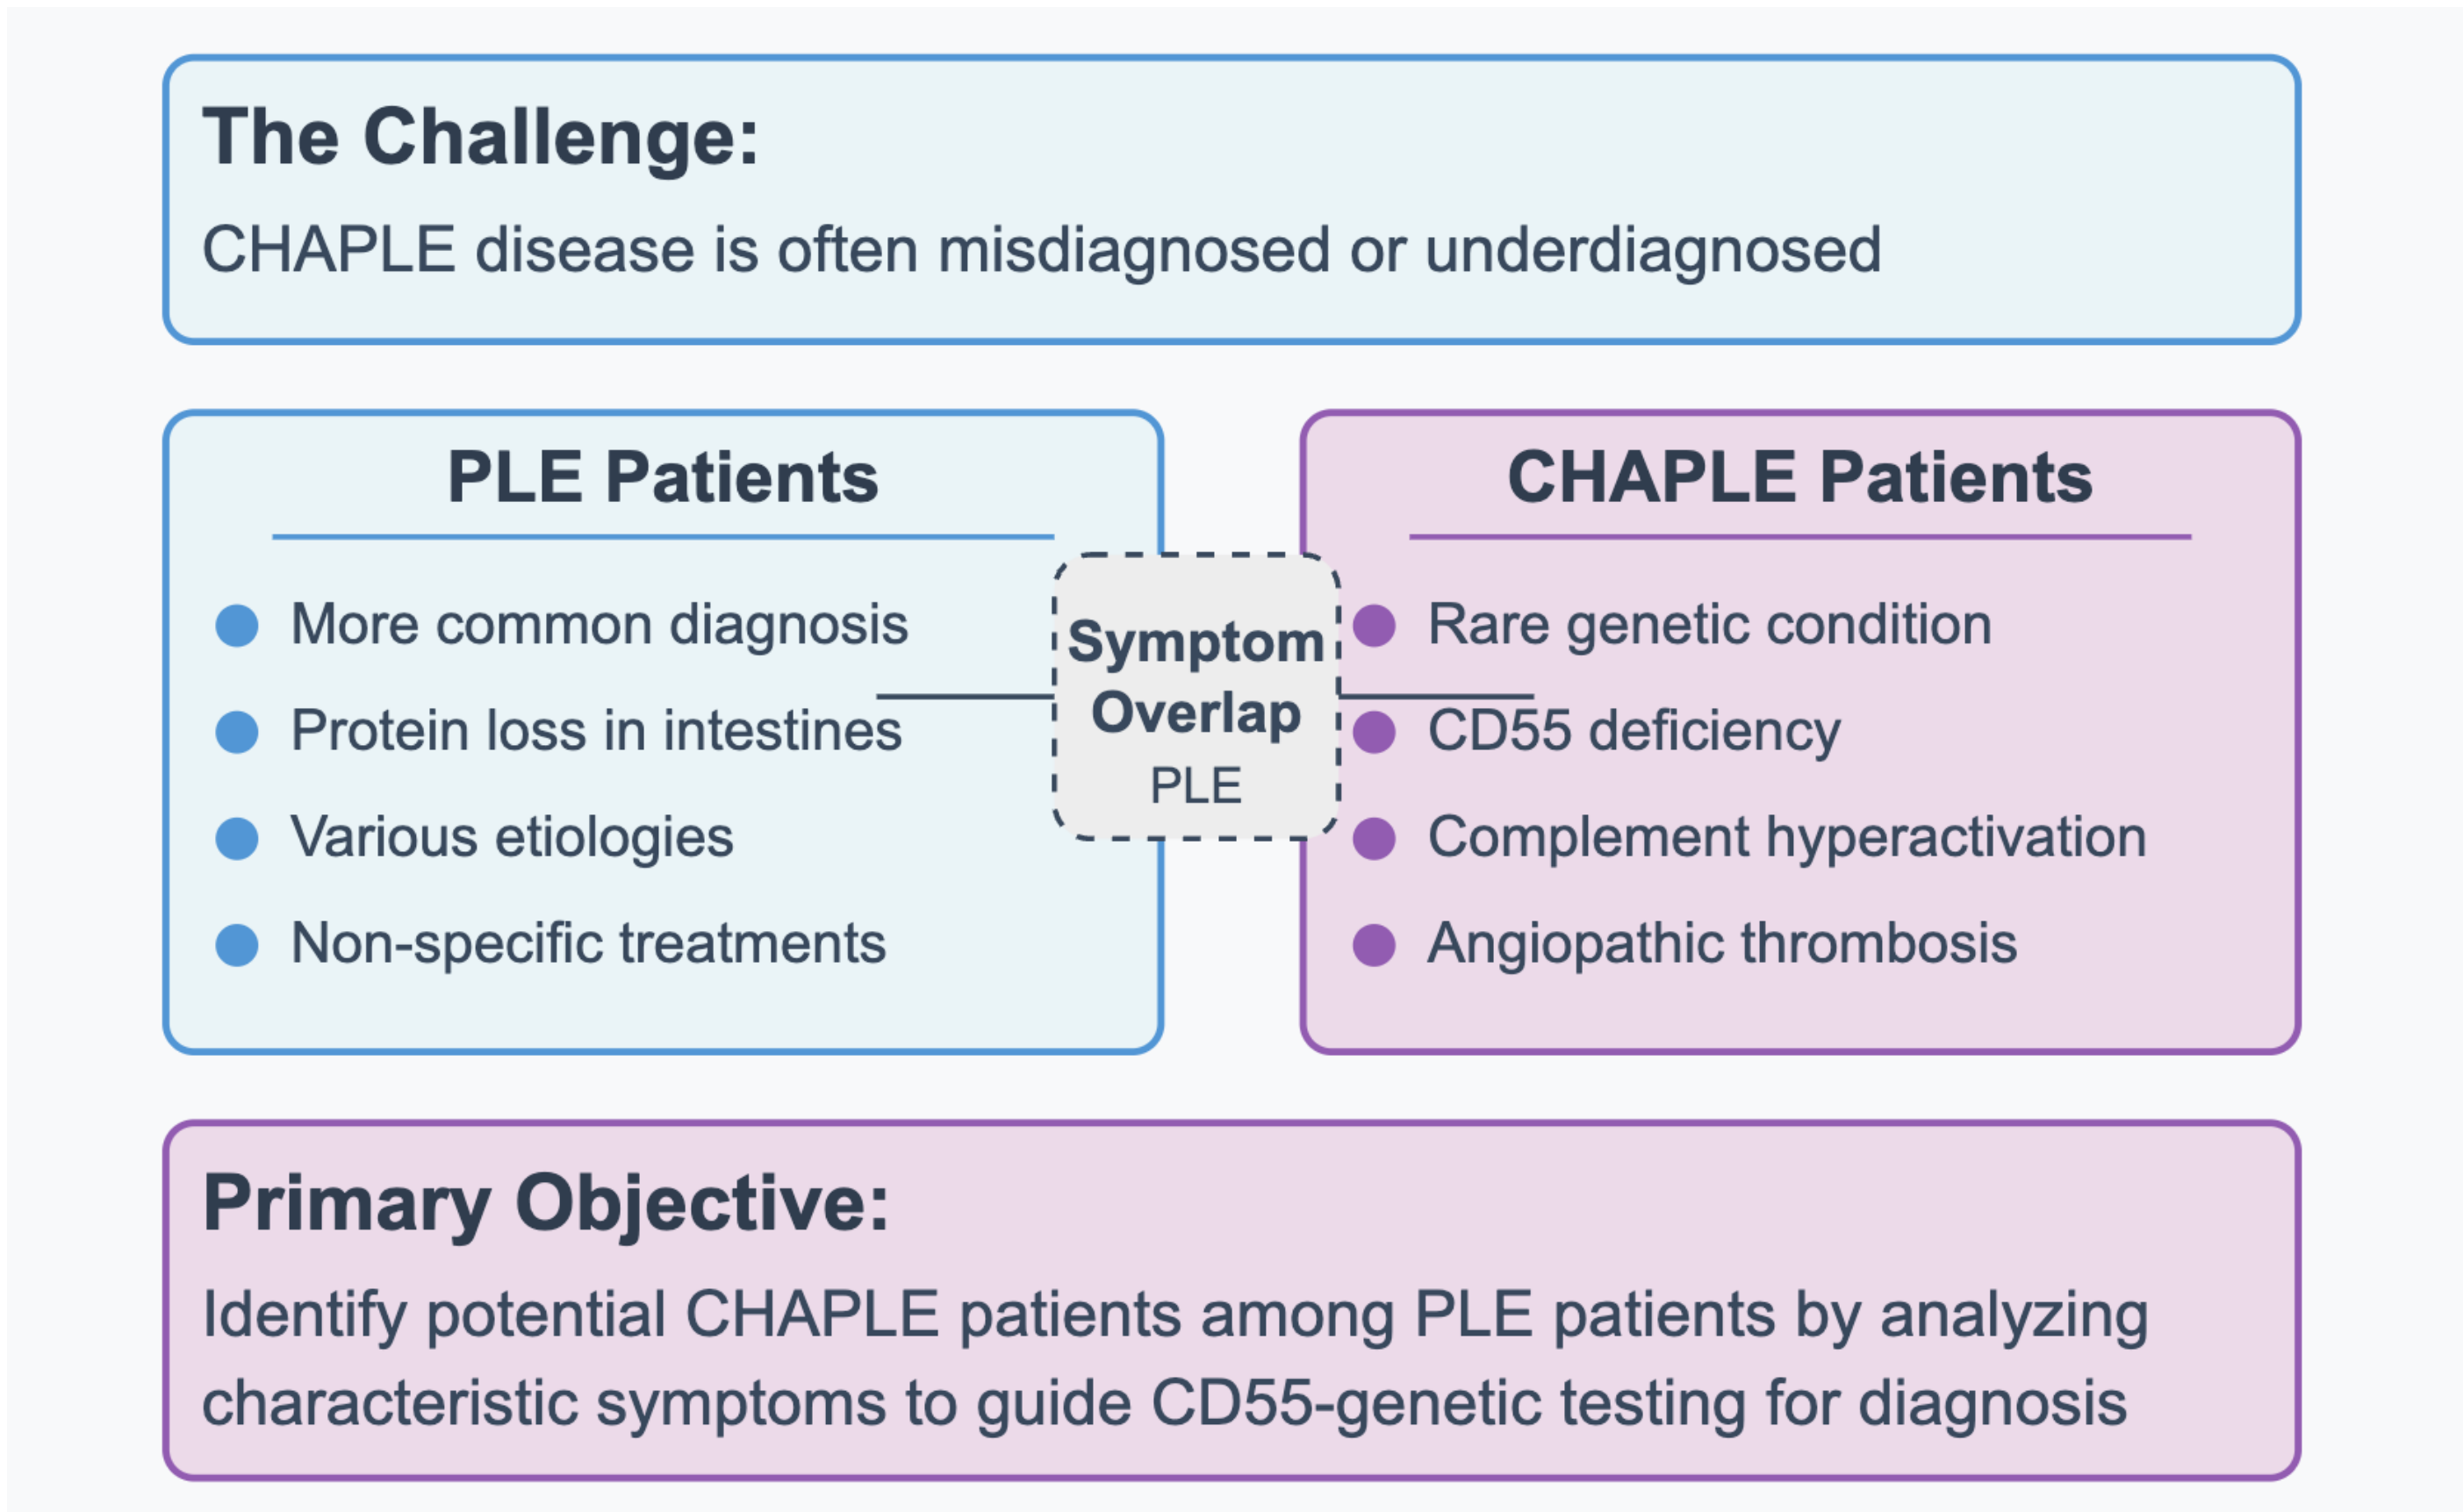 The Challenge:
CHAPLE disease is often misdiagnosed or underdiagnosed
PLE Patients
More common diagnosis
Protein loss in intestines
Various etiologies
Non-specific treatments
Symptom
Overlap
PLE
CHAPLE Patients
Rare genetic condition
CD55 deficiency
Complement hyperactivation
Angiopathic thrombosis
Primary Objective:
Identify potential CHAPLE patients among PLE patients by analyzing
characteristic symptoms to guide CD55-genetic testing for diagnosis